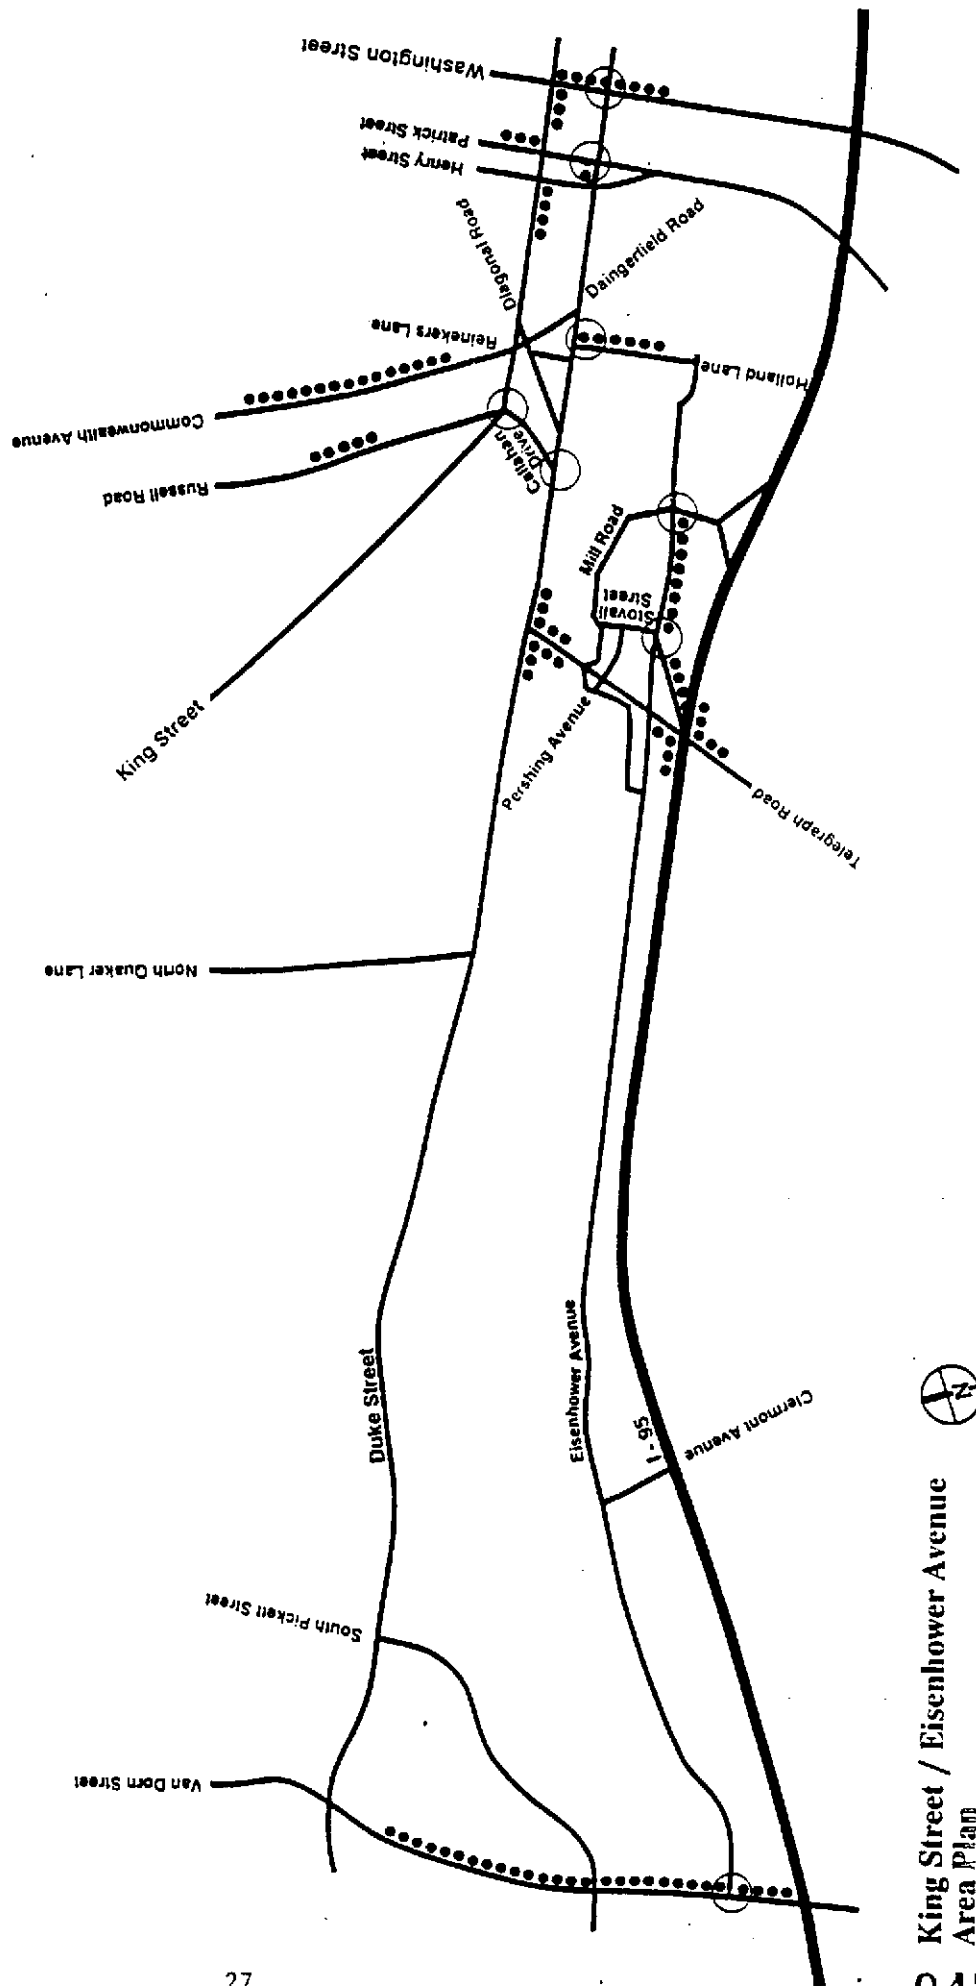 Washington Street
Patrick Street
Henry Street
Diagonal Road
Daingerfield Road
Reinekers Lane
Holland Lane
Commonwealth Avenue
Russell Road
Callahan
Drive
Mill Road
Stovall
Street
King Street
Pershing Avenue
Telegraph Road
North Quaker Lane
Duke Street
Eisenhower Avenue
I-95
Clermont Avenue
South Pickett Street
Van Dorn Street
N
King Street / Eisenhower Avenue
Area Plan
27